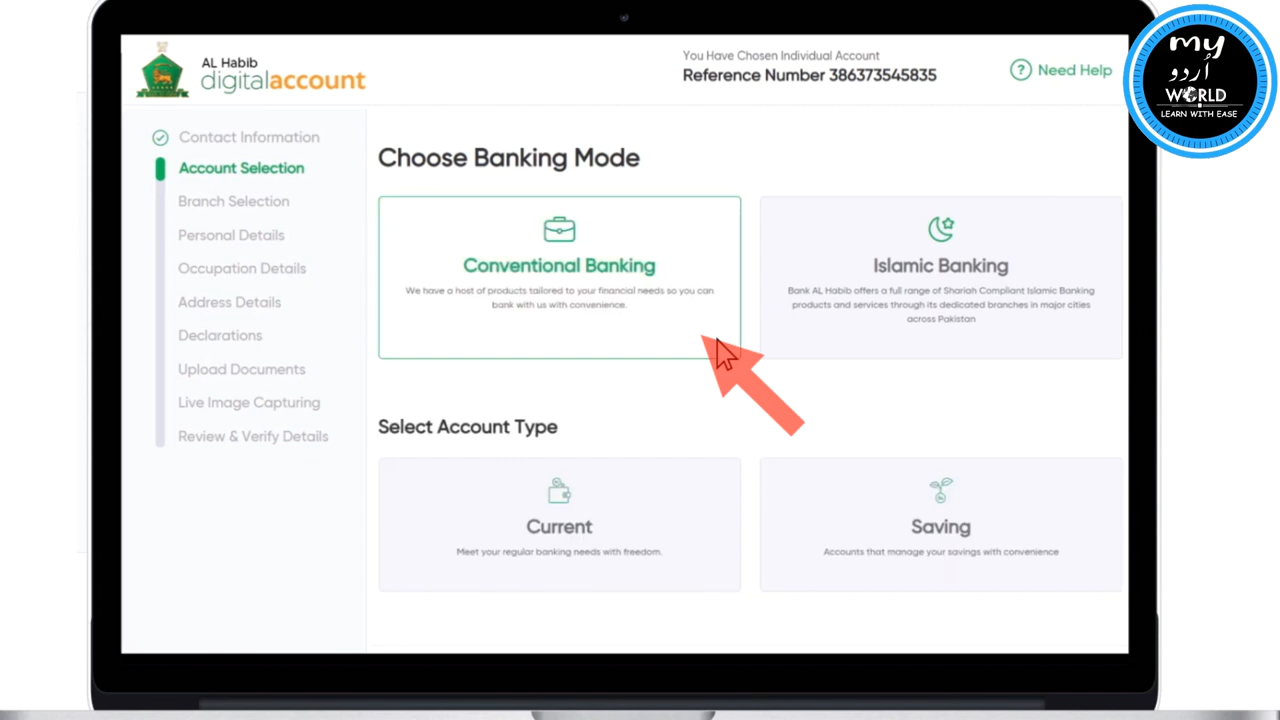 AL Habib
digitalaccount
You Have Chosen Individual Account
Reference Number 386373545835
Need Help
my
اُردو
WORLD
LEARN WITH EASE
Contact Information
Account Selection
Branch Selection
Personal Details
Occupation Details
Address Details
Declarations
Upload Documents
Live Image Capturing
Review & Verify Details
Choose Banking Mode
Conventional Banking
We have a host of products tailored to your financial needs so you can
bank with us with convenience.
Islamic Banking
Bank AL Habib offers a full range of Shariah Compliant Islamic Banking
products and services through its dedicated branches in major cities
across Pakistan
Select Account Type
Current
Meet your regular banking needs with freedom.
Saving
Accounts that manage your savings with convenience